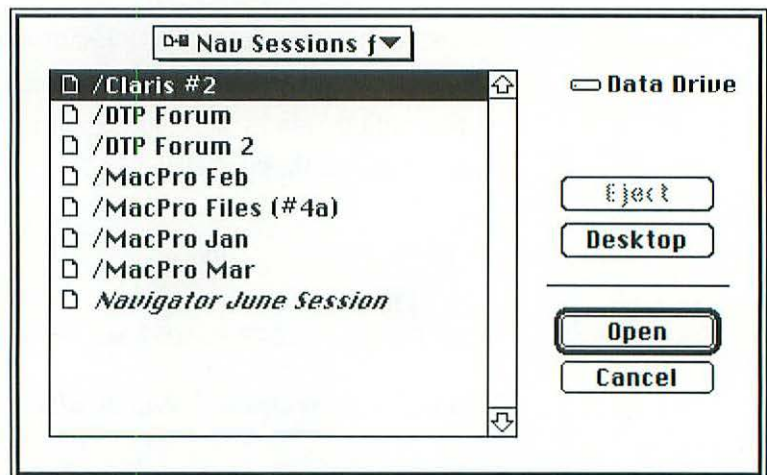 Nav Sessions ƒ
/Claris #2
/DTP Forum
/DTP Forum 2
/MacPro Feb
/MacPro Files (#4a)
/MacPro Jan
/MacPro Mar
Navigator June Session
Data Drive
Eject
Desktop
Open
Cancel